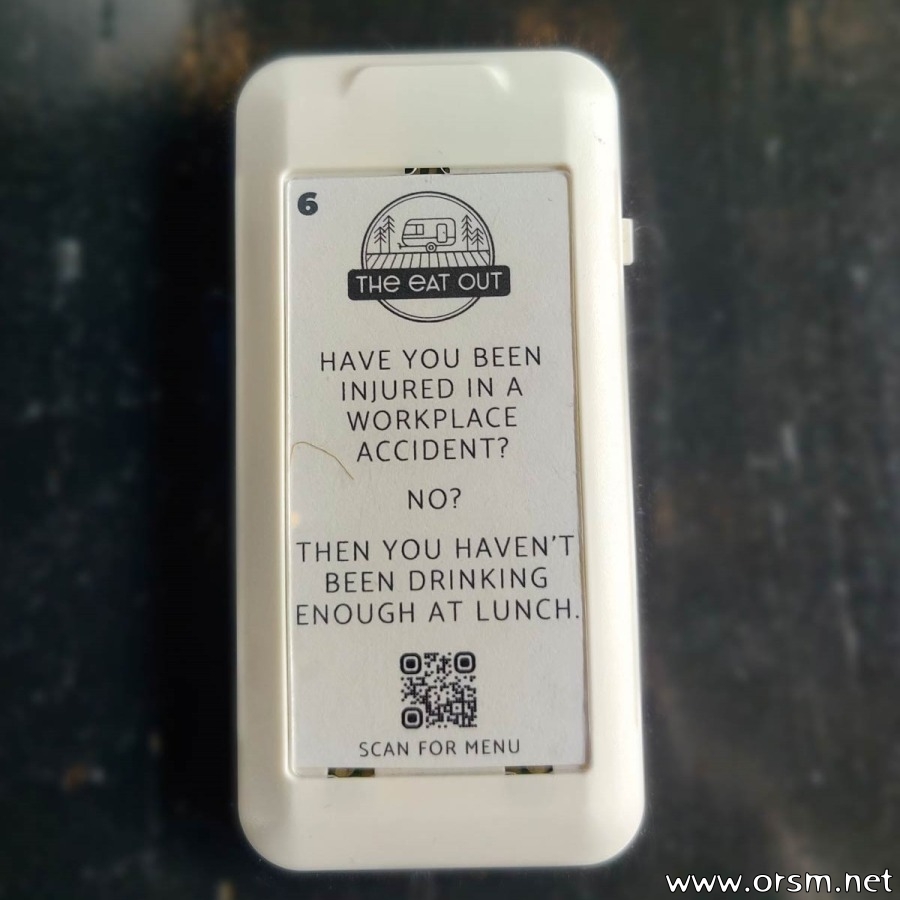 6
THE EAT OUT
HAVE YOU BEEN
INJURED IN A
WORKPLACE
ACCIDENT?
NO?
THEN YOU HAVEN'T
BEEN DRINKING
ENOUGH AT LUNCH.
SCAN FOR MENU
www.orsm.net